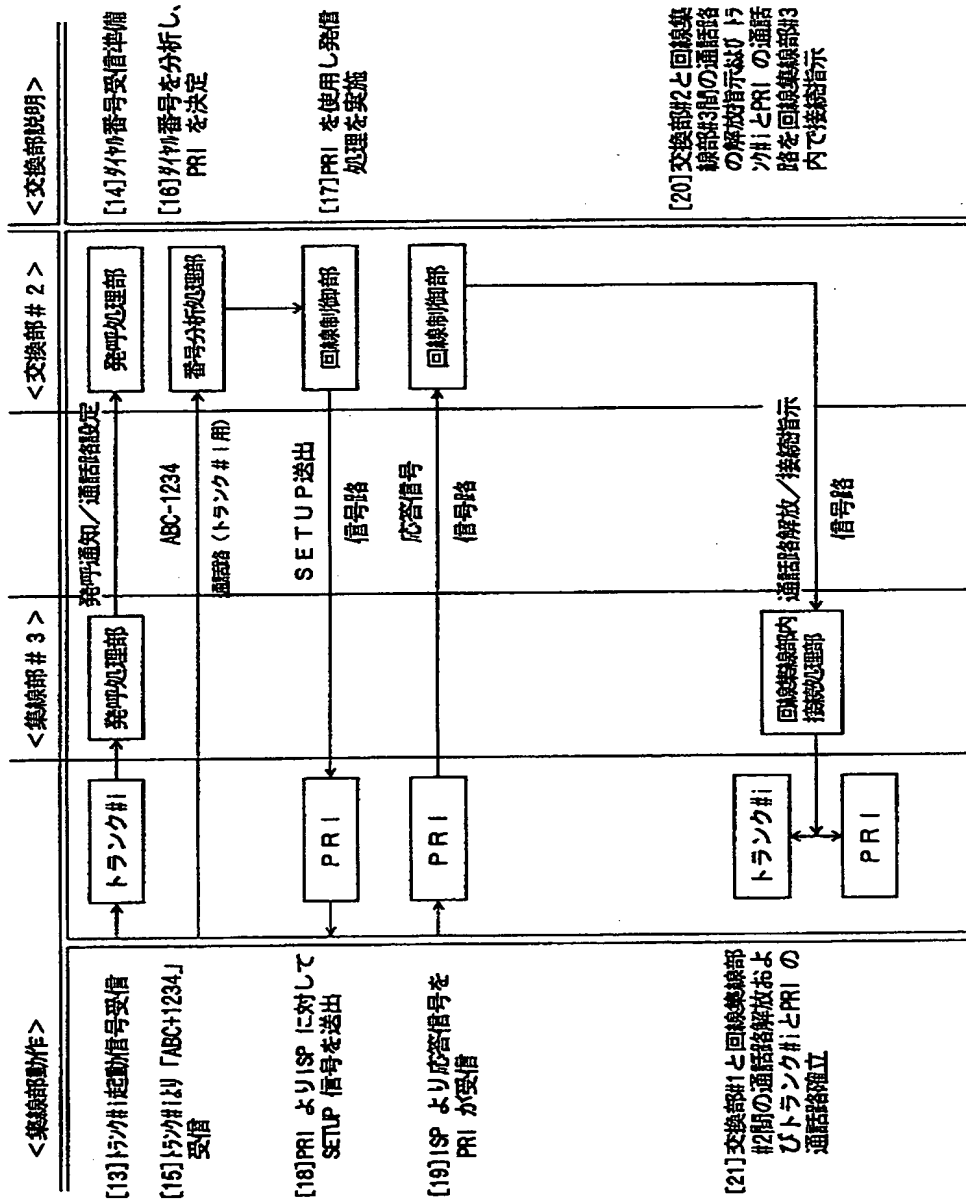 <集線部動作>
<集線部#3>
<交換部#2>
<交換部説明>
[13]トランク#i起動信号受信
トランク#i
発呼処理部
発呼通知/通話路設定
発呼処理部
[14]ダイヤル番号受信準備
[15]トランク#iより「ABC+1234」
受信
ABC-1234
通話路(トランク#i用)
番号分析処理部
[16]ダイヤル番号を分析し、
PRI を決定
[18]PRI よりISP に対して
SETUP 信号を送出
PRI
SETUP送出
信号路
回線制御部
[17]PRI を使用し発信
処理を実施
[19]ISP より応答信号を
PRI が受信
PRI
応答信号
信号路
回線制御部
[21]交換部#1と回線集線部
#2間の通話路解放およ
びトランク#iとPRI の
通話路確立
トランク#i
PRI
回線集線部内
接続処理部
通話路解放/接続指示
信号路
[20]交換部#2と回線集
線部#3間の通話路
の解放指示および トラ
ンク#iとPRI の通話
路を回線集線部#3
内で接続指示